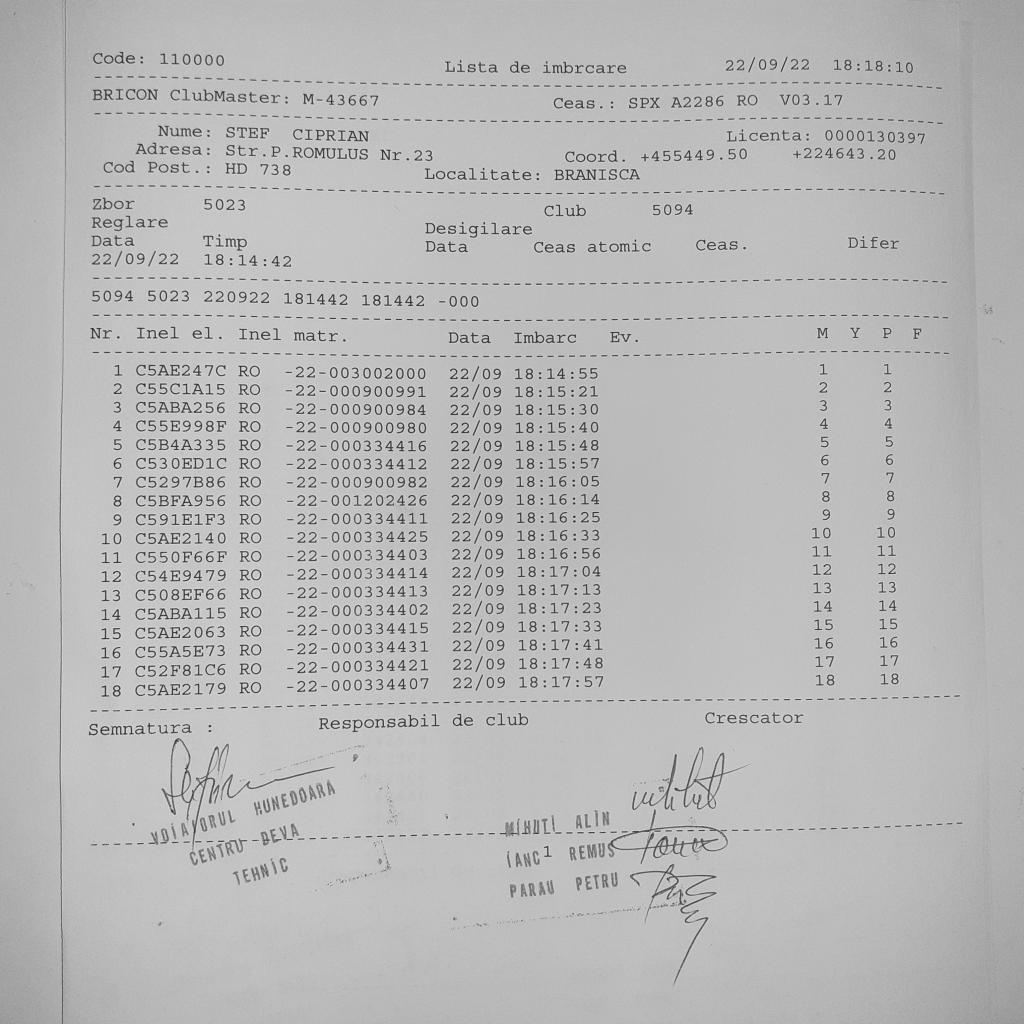 Code: 110000 Lista de imbrcare 22/09/22 18:18:10
BRICON ClubMaster: M-43667 Ceas.: SPX A2286 RO V03.17
Nume: STEF CIPRIAN Licenta: 0000130397
Adresa: Str.P.ROMULUS Nr.23 Coord. +455449.50 +224643.20
Cod Post.: HD 738 Localitate: BRANISCA
Zbor 5023 Club 5094
Reglare Desigilare
Data Timp Data Ceas atomic Ceas. Difer
22/09/22 18:14:42
5094 5023 220922 181442 181442 -000
Nr. Inel el. Inel matr. Data Imbarc Ev. M Y P F
1 C5AE247C RO -22-003002000 22/09 18:14:55 1 1
2 C55C1A15 RO -22-000900991 22/09 18:15:21 2 2
3 C5ABA256 RO -22-000900984 22/09 18:15:30 3 3
4 C55E998F RO -22-000900980 22/09 18:15:40 4 4
5 C5B4A335 RO -22-000334416 22/09 18:15:48 5 5
6 C530ED1C RO -22-000334412 22/09 18:15:57 6 6
7 C5297B86 RO -22-000900982 22/09 18:16:05 7 7
8 C5BFA956 RO -22-001202426 22/09 18:16:14 8 8
9 C591E1F3 RO -22-000334411 22/09 18:16:25 9 9
10 C5AE2140 RO -22-000334425 22/09 18:16:33 10 10
11 C550F66F RO -22-000334403 22/09 18:16:56 11 11
12 C54E9479 RO -22-000334414 22/09 18:17:04 12 12
13 C508EF66 RO -22-000334413 22/09 18:17:13 13 13
14 C5ABA115 RO -22-000334402 22/09 18:17:23 14 14
15 C5AE2063 RO -22-000334415 22/09 18:17:33 15 15
16 C55A5E73 RO -22-000334431 22/09 18:17:41 16 16
17 C52F81C6 RO -22-000334421 22/09 18:17:48 17 17
18 C5AE2179 RO -22-000334407 22/09 18:17:57 18 18
Semnatura : Responsabil de club Crescator
VOIAJORUL HUNEDOARA
CENTRU DEVA
TEHNIC
MIHUTI ALIN
IANC 1 REMUS
PARAU PETRU